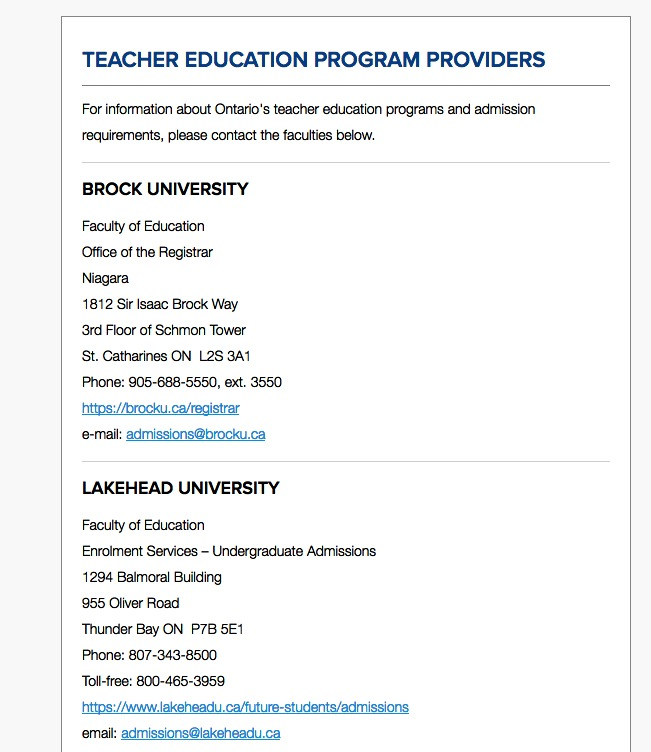 TEACHER EDUCATION PROGRAM PROVIDERS
For information about Ontario's teacher education programs and admission
requirements, please contact the faculties below.
BROCK UNIVERSITY
Faculty of Education
Office of the Registrar
Niagara
1812 Sir Isaac Brock Way
3rd Floor of Schmon Tower
St. Catharines ON  L2S 3A1
Phone: 905-688-5550, ext. 3550
https://brocku.ca/registrar
e-mail: admissions@brocku.ca
LAKEHEAD UNIVERSITY
Faculty of Education
Enrolment Services – Undergraduate Admissions
1294 Balmoral Building
955 Oliver Road
Thunder Bay ON  P7B 5E1
Phone: 807-343-8500
Toll-free: 800-465-3959
https://www.lakeheadu.ca/future-students/admissions
email: admissions@lakeheadu.ca